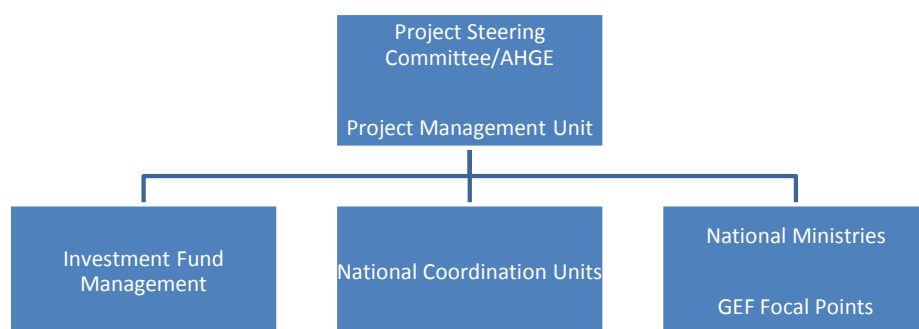 Project Steering
Committee/AHGE
Project Management Unit
Investment Fund
Management
National Coordination Units
National Ministries
GEF Focal Points